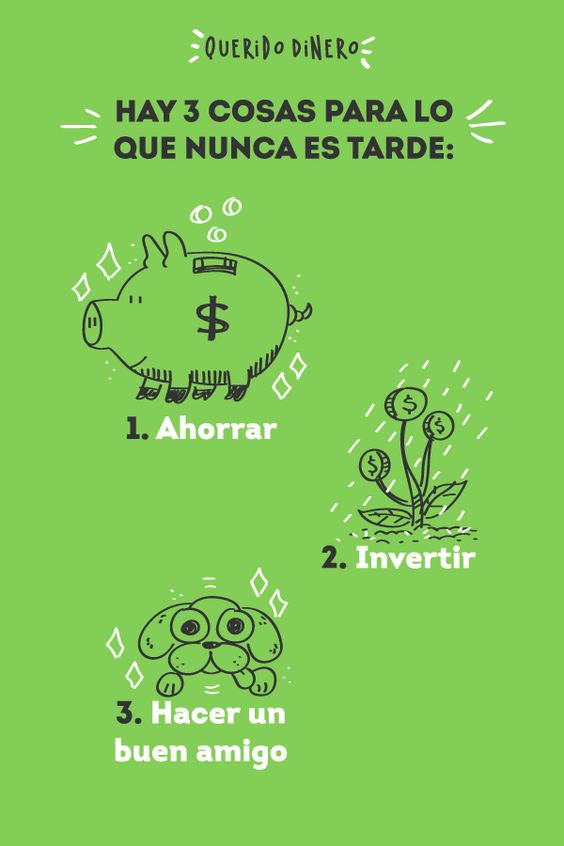 QUERiDO DiNERO
HAY 3 COSAS PARA LO
QUE NUNCA ES TARDE:
$
1. Ahorrar
$
$
$
2. Invertir
3. Hacer un
buen amigo